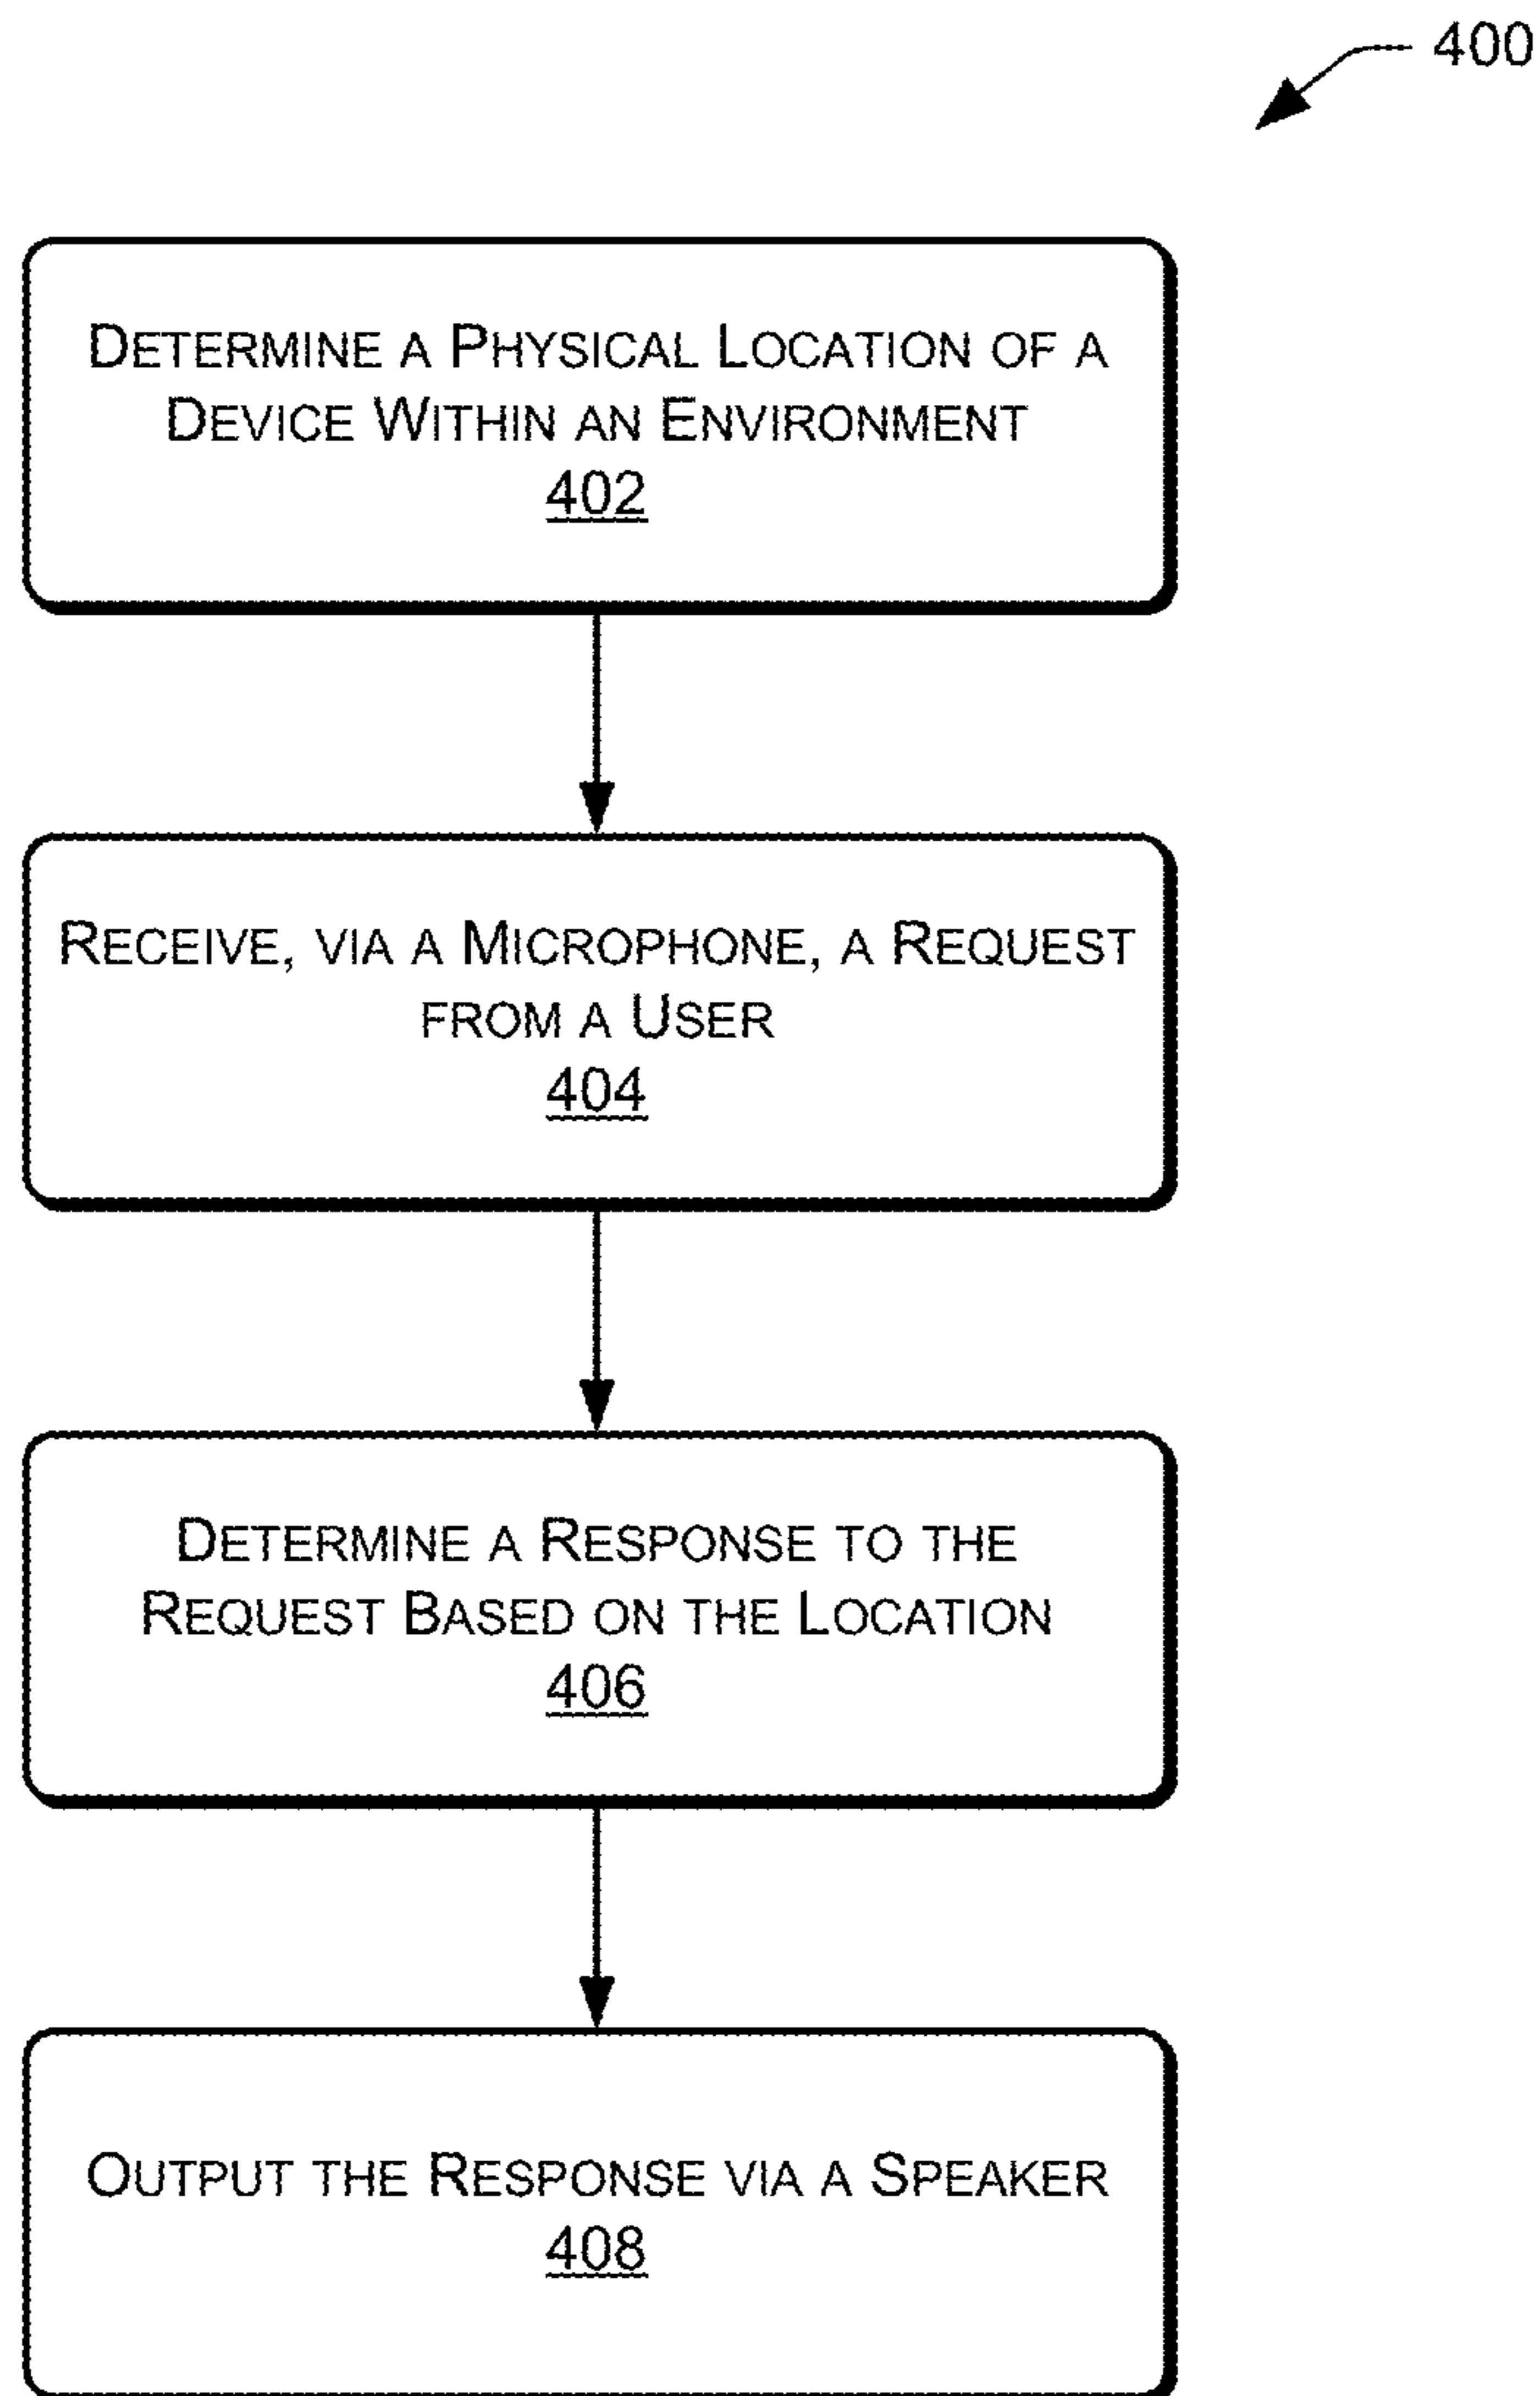 400
DETERMINE A PHYSICAL LOCATION OF A
DEVICE WITHIN AN ENVIRONMENT
402
RECEIVE, VIA A MICROPHONE, A REQUEST
FROM A USER
404
DETERMINE A RESPONSE TO THE
REQUEST BASED ON THE LOCATION
406
OUTPUT THE RESPONSE VIA A SPEAKER
408